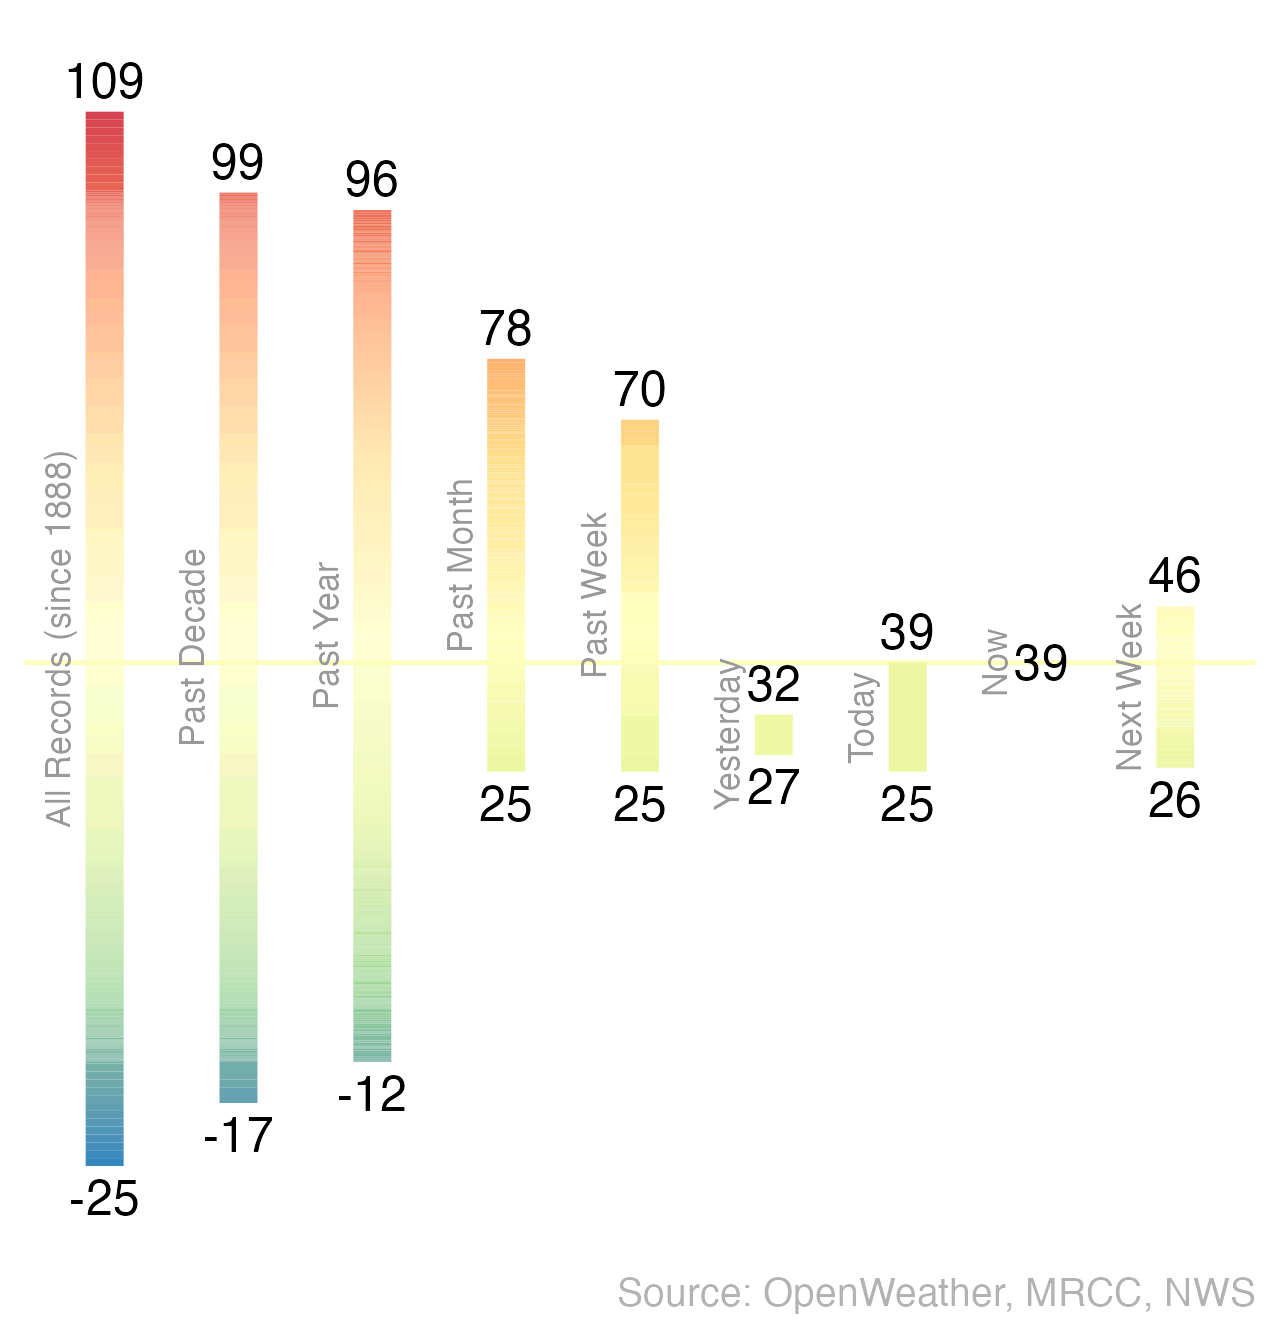 109
99
96
78
70
46
39
32
39
All Records (since 1888)
Past Decade
Past Year
Past Month
Past Week
Yesterday
Today
Now
Next Week
27
25
25
25
26
-12
-17
-25
Source: OpenWeather, MRCC, NWS